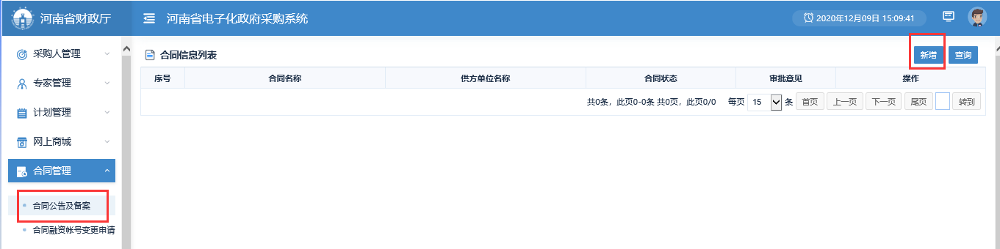 河南省财政厅
河南省电子化政府采购系统
2020年12月09日 15:09:41
采购人管理
专家管理
计划管理
网上商城
合同管理
合同公告及备案
合同融资帐号变更申请
合同信息列表
新增 查询
序号 合同名称 供方单位名称 合同状态 审批意见 操作
共0条，此页0-0条 共0页，此页0/0 每页 15 条 首页 上一页 下一页 尾页 转到